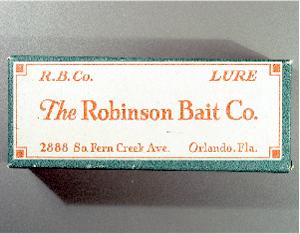 R.B.Co. LURE
The Robinson Bait Co.
2888 So. Fern Creek Ave. Orlando, Fla.